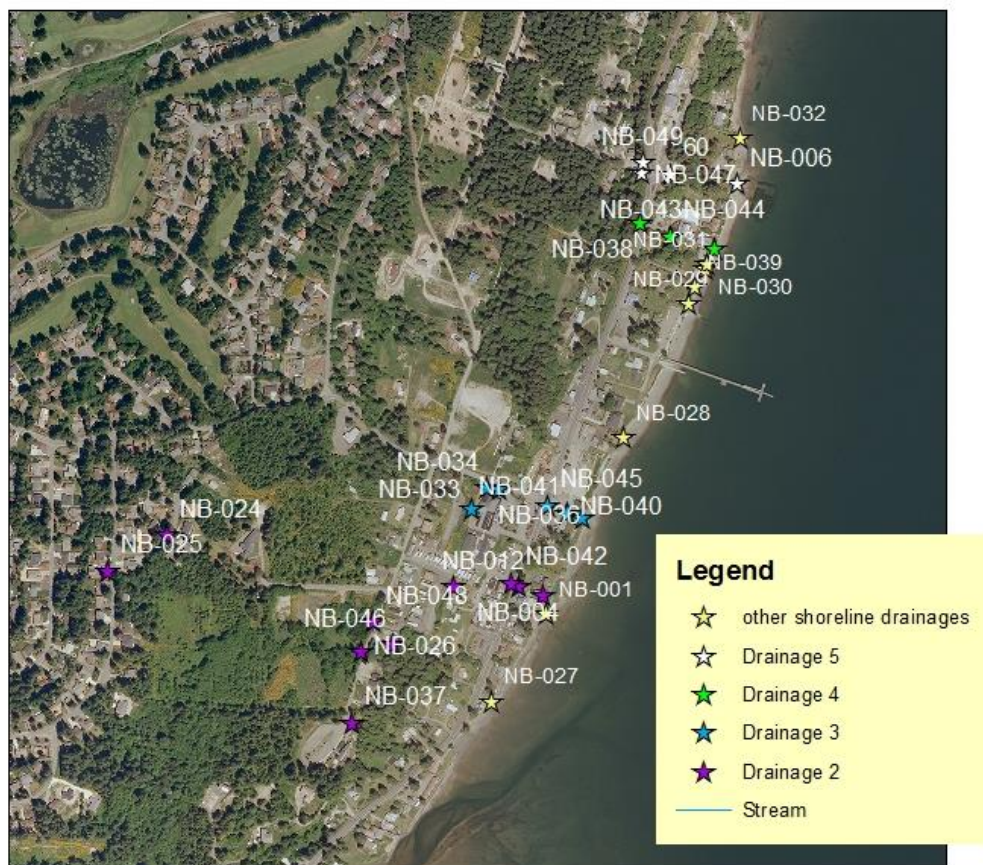 NB-032
NB-049
60
NB-006
NB-047
NB-043
NB-044
NB-038
NB-031
NB-039
NB-029
NB-030
NB-028
NB-034
NB-033
NB-041
NB-045
NB-036
NB-040
NB-024
NB-025
NB-012
NB-042
NB-048
NB-004
NB-001
NB-046
NB-026
NB-027
NB-037
Legend
other shoreline drainages
Drainage 5
Drainage 4
Drainage 3
Drainage 2
Stream